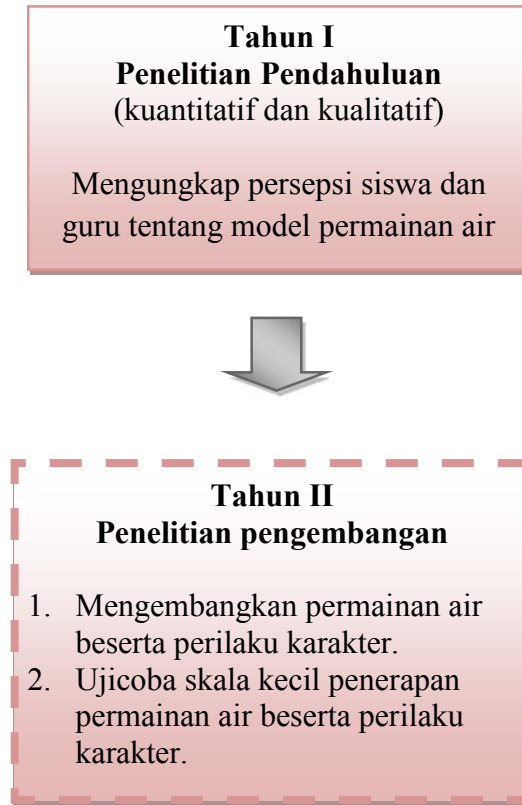 Tahun I
Penelitian Pendahuluan
(kuantitatif dan kualitatif)
Mengungkap persepsi siswa dan
guru tentang model permainan air
Tahun II
Penelitian pengembangan
1. Mengembangkan permainan air
beserta perilaku karakter.
2. Ujicoba skala kecil penerapan
permainan air beserta perilaku
karakter.